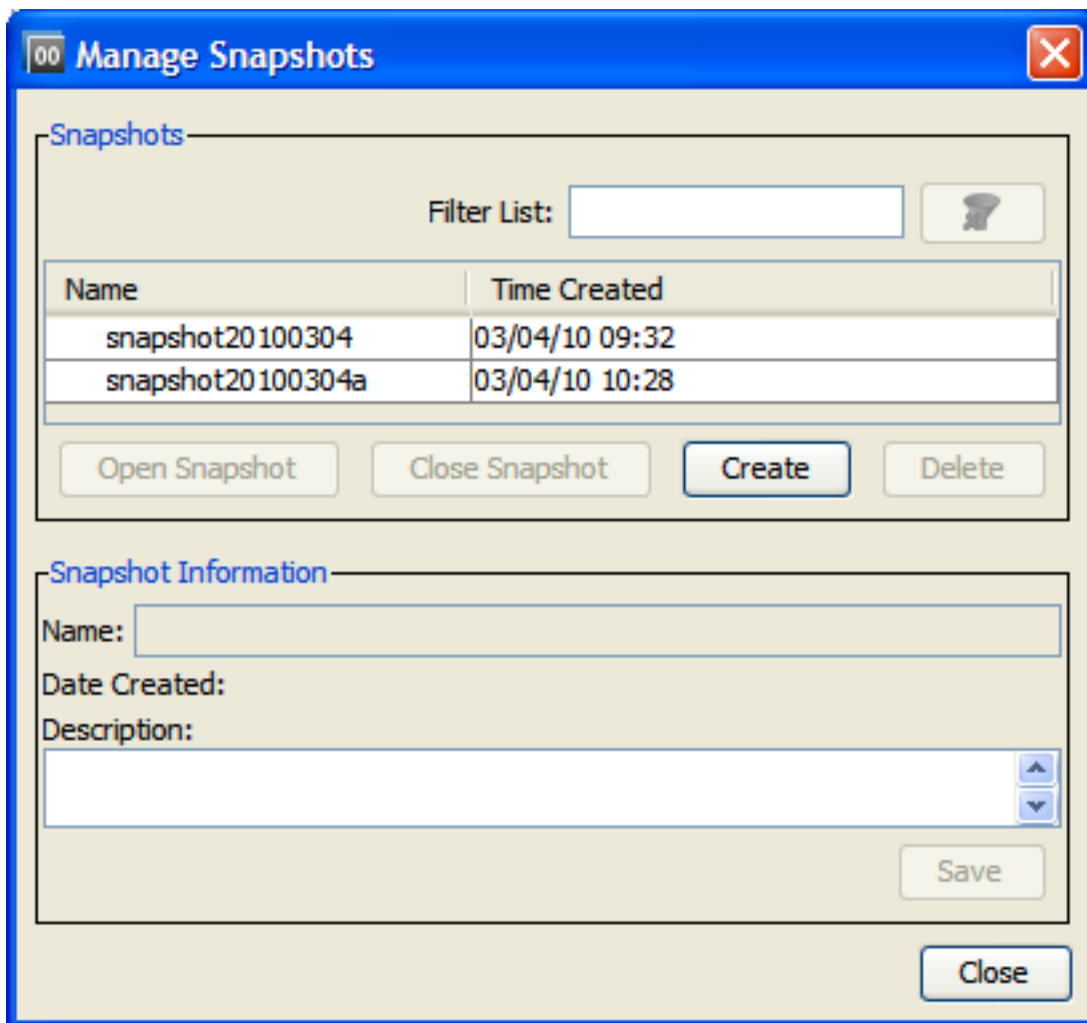 00 Manage Snapshots
Snapshots
Filter List:
Name Time Created
snapshot20100304 03/04/10 09:32
snapshot20100304a 03/04/10 10:28
Open Snapshot Close Snapshot Create Delete
Snapshot Information
Name:
Date Created:
Description:
Save
Close